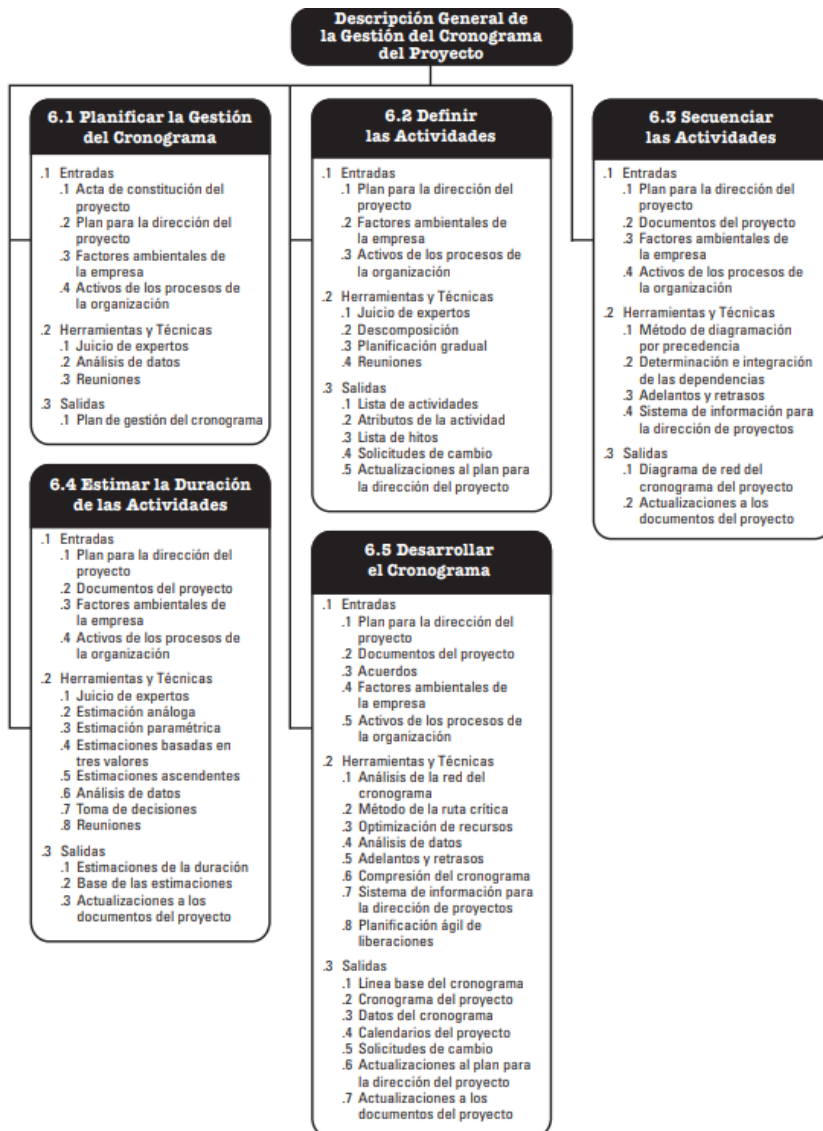 Descripción General de
la Gestión del Cronograma
del Proyecto
6.1 Planificar la Gestión
del Cronograma
.1 Entradas
.1 Acta de constitución del
proyecto
.2 Plan para la dirección del
proyecto
.3 Factores ambientales de
la empresa
.4 Activos de los procesos de
la organización
.2 Herramientas y Técnicas
.1 Juicio de expertos
.2 Análisis de datos
.3 Reuniones
.3 Salidas
.1 Plan de gestión del cronograma
6.2 Definir
las Actividades
.1 Entradas
.1 Plan para la dirección del
proyecto
.2 Factores ambientales de
la empresa
.3 Activos de los procesos de
la organización
.2 Herramientas y Técnicas
.1 Juicio de expertos
.2 Descomposición
.3 Planificación gradual
.4 Reuniones
.3 Salidas
.1 Lista de actividades
.2 Atributos de la actividad
.3 Lista de hitos
.4 Solicitudes de cambio
.5 Actualizaciones al plan para
la dirección del proyecto
6.3 Secuenciar
las Actividades
.1 Entradas
.1 Plan para la dirección del
proyecto
.2 Documentos del proyecto
.3 Factores ambientales de
la empresa
.4 Activos de los procesos de
la organización
.2 Herramientas y Técnicas
.1 Método de diagramación
por precedencia
.2 Determinación e integración
de las dependencias
.3 Adelantos y retrasos
.4 Sistema de información para
la dirección de proyectos
.3 Salidas
.1 Diagrama de red del
cronograma del proyecto
.2 Actualizaciones a los
documentos del proyecto
6.4 Estimar la Duración
de las Actividades
.1 Entradas
.1 Plan para la dirección del
proyecto
.2 Documentos del proyecto
.3 Factores ambientales de
la empresa
.4 Activos de los procesos de
la organización
.2 Herramientas y Técnicas
.1 Juicio de expertos
.2 Estimación análoga
.3 Estimación paramétrica
.4 Estimaciones basadas en
tres valores
.5 Estimaciones ascendentes
.6 Análisis de datos
.7 Toma de decisiones
.8 Reuniones
.3 Salidas
.1 Estimaciones de la duración
.2 Base de las estimaciones
.3 Actualizaciones a los
documentos del proyecto
6.5 Desarrollar
el Cronograma
.1 Entradas
.1 Plan para la dirección del
proyecto
.2 Documentos del proyecto
.3 Acuerdos
.4 Factores ambientales de
la empresa
.5 Activos de los procesos de
la organización
.2 Herramientas y Técnicas
.1 Análisis de la red del
cronograma
.2 Método de la ruta crítica
.3 Optimización de recursos
.4 Análisis de datos
.5 Adelantos y retrasos
.6 Compresión del cronograma
.7 Sistema de información para
la dirección de proyectos
.8 Planificación ágil de
liberaciones
.3 Salidas
.1 Línea base del cronograma
.2 Cronograma del proyecto
.3 Datos del cronograma
.4 Calendarios del proyecto
.5 Solicitudes de cambio
.6 Actualizaciones al plan para
la dirección del proyecto
.7 Actualizaciones a los
documentos del proyecto